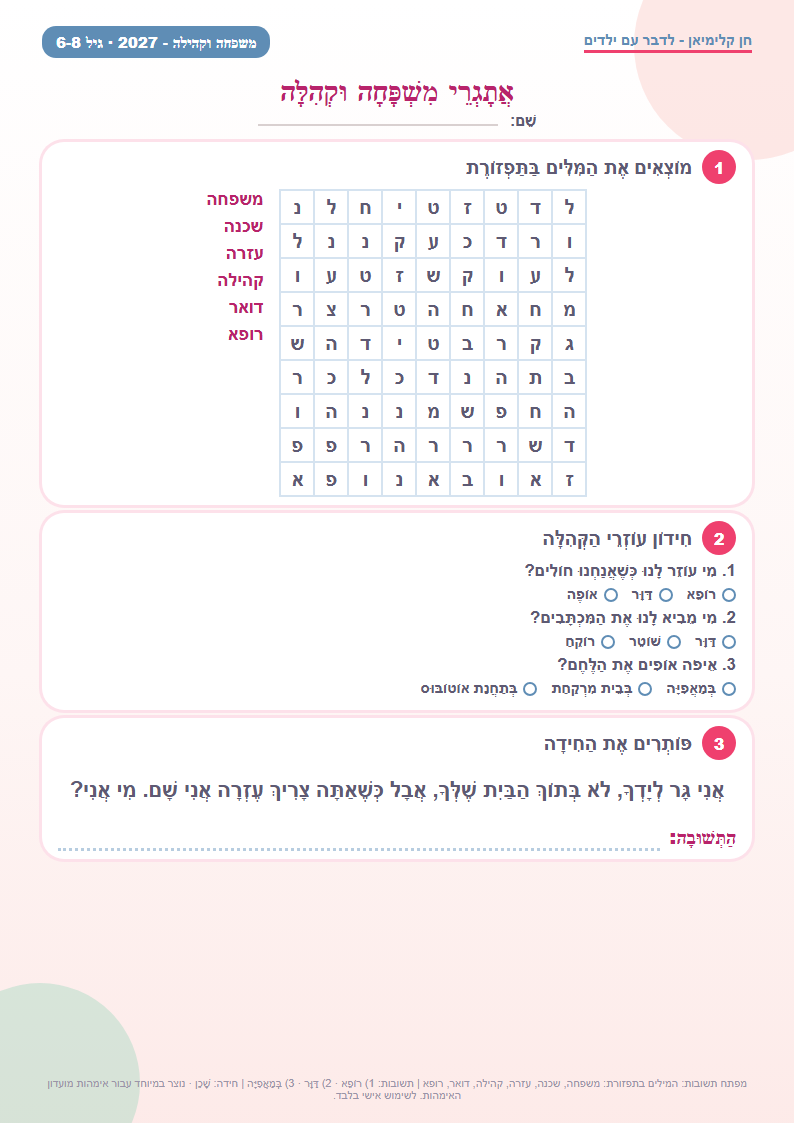 חן קלימיאן - לדבר עם ילדים
משפחה וקהילה - 2027 · גיל 6-8
אֶתְגְּרֵי מִשְׁפָּחָה וּקְהִלָּה
שֵׁם:
1 מוֹצְאִים אֶת הַמִּלִּים בַּתַּפְזוֹרֶת
ל ד ט ז ט י ח ל נ
ו ר ד כ ע ק נ נ ל
ל ע ו ק ש ז ט ע ו
מ ח א ח ה ט ר צ ר
ג ק ר ב ט י ד ה ש
ב ת ה נ ד כ ל כ ר
ה ח פ ש מ נ נ ה ו
ד ש ר ר ר ה ר פ פ
ז א ו ב א נ ו פ א
משפחה
שכנה
עזרה
קהילה
דואר
רופא
2 חִידוֹן עוֹזְרֵי הַקְּהִלָּה
1. מִי עוֹזֵר לָנוּ כְּשֶׁאֲנַחְנוּ חוֹלִים?
רוֹפֵא דַּוָּר אוֹפֶה
2. מִי מֵבִיא לָנוּ אֶת הַמִּכְתָּבִים?
דַּוָּר שׁוֹטֵר רוֹקֵחַ
3. אֵיפֹה אוֹפִים אֶת הַלֶּחֶם?
בְּמַאֲפִיָּה בְּבֵית מִרְקַחַת בְּתַחֲנַת אוֹטוֹבּוּס
3 פּוֹתְרִים אֶת הַחִידָה
אֲנִי גָּר לְיָדְךָ, לֹא בְּתוֹךְ הַבַּיִת שֶׁלְּךָ, אֲבָל כְּשֶׁאַתָּה צָרִיךְ עֶזְרָה אֲנִי שָׁם. מִי אֲנִי?
הַתְּשׁוּבָה:
מפתח תשובות: המילים בתפזורת: משפחה, שכנה, עזרה, קהילה, דואר, רופא | תשובות: 1) רוֹפֵא · 2) דַּוָּר · 3) בְּמַאֲפִיָּה | חידה: שָׁכֵן · נוצר במיוחד עבור אימהות מועדון
האימהות. לשימוש אישי בלבד.